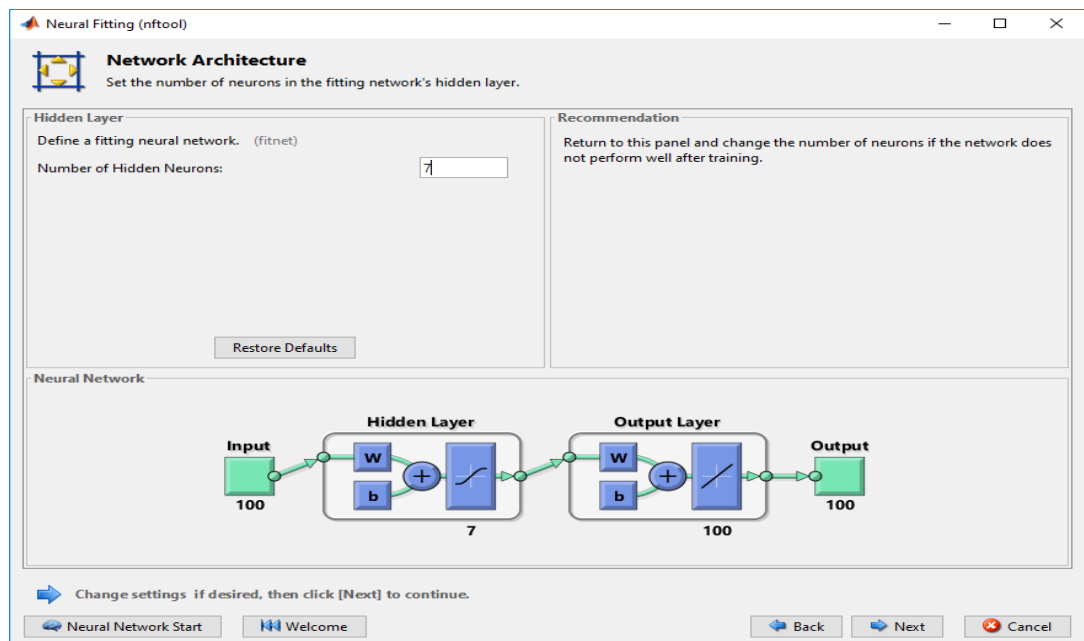 Neural Fitting (nftool)
Network Architecture
Set the number of neurons in the fitting network's hidden layer.
Hidden Layer
Define a fitting neural network. (fitnet)
Number of Hidden Neurons: 7
Restore Defaults
Recommendation
Return to this panel and change the number of neurons if the network does
not perform well after training.
Neural Network
Hidden Layer
Output Layer
Input
Output
W
b
+
W
b
+
100
7
100
100
Change settings if desired, then click [Next] to continue.
Neural Network Start
Welcome
Back
Next
Cancel